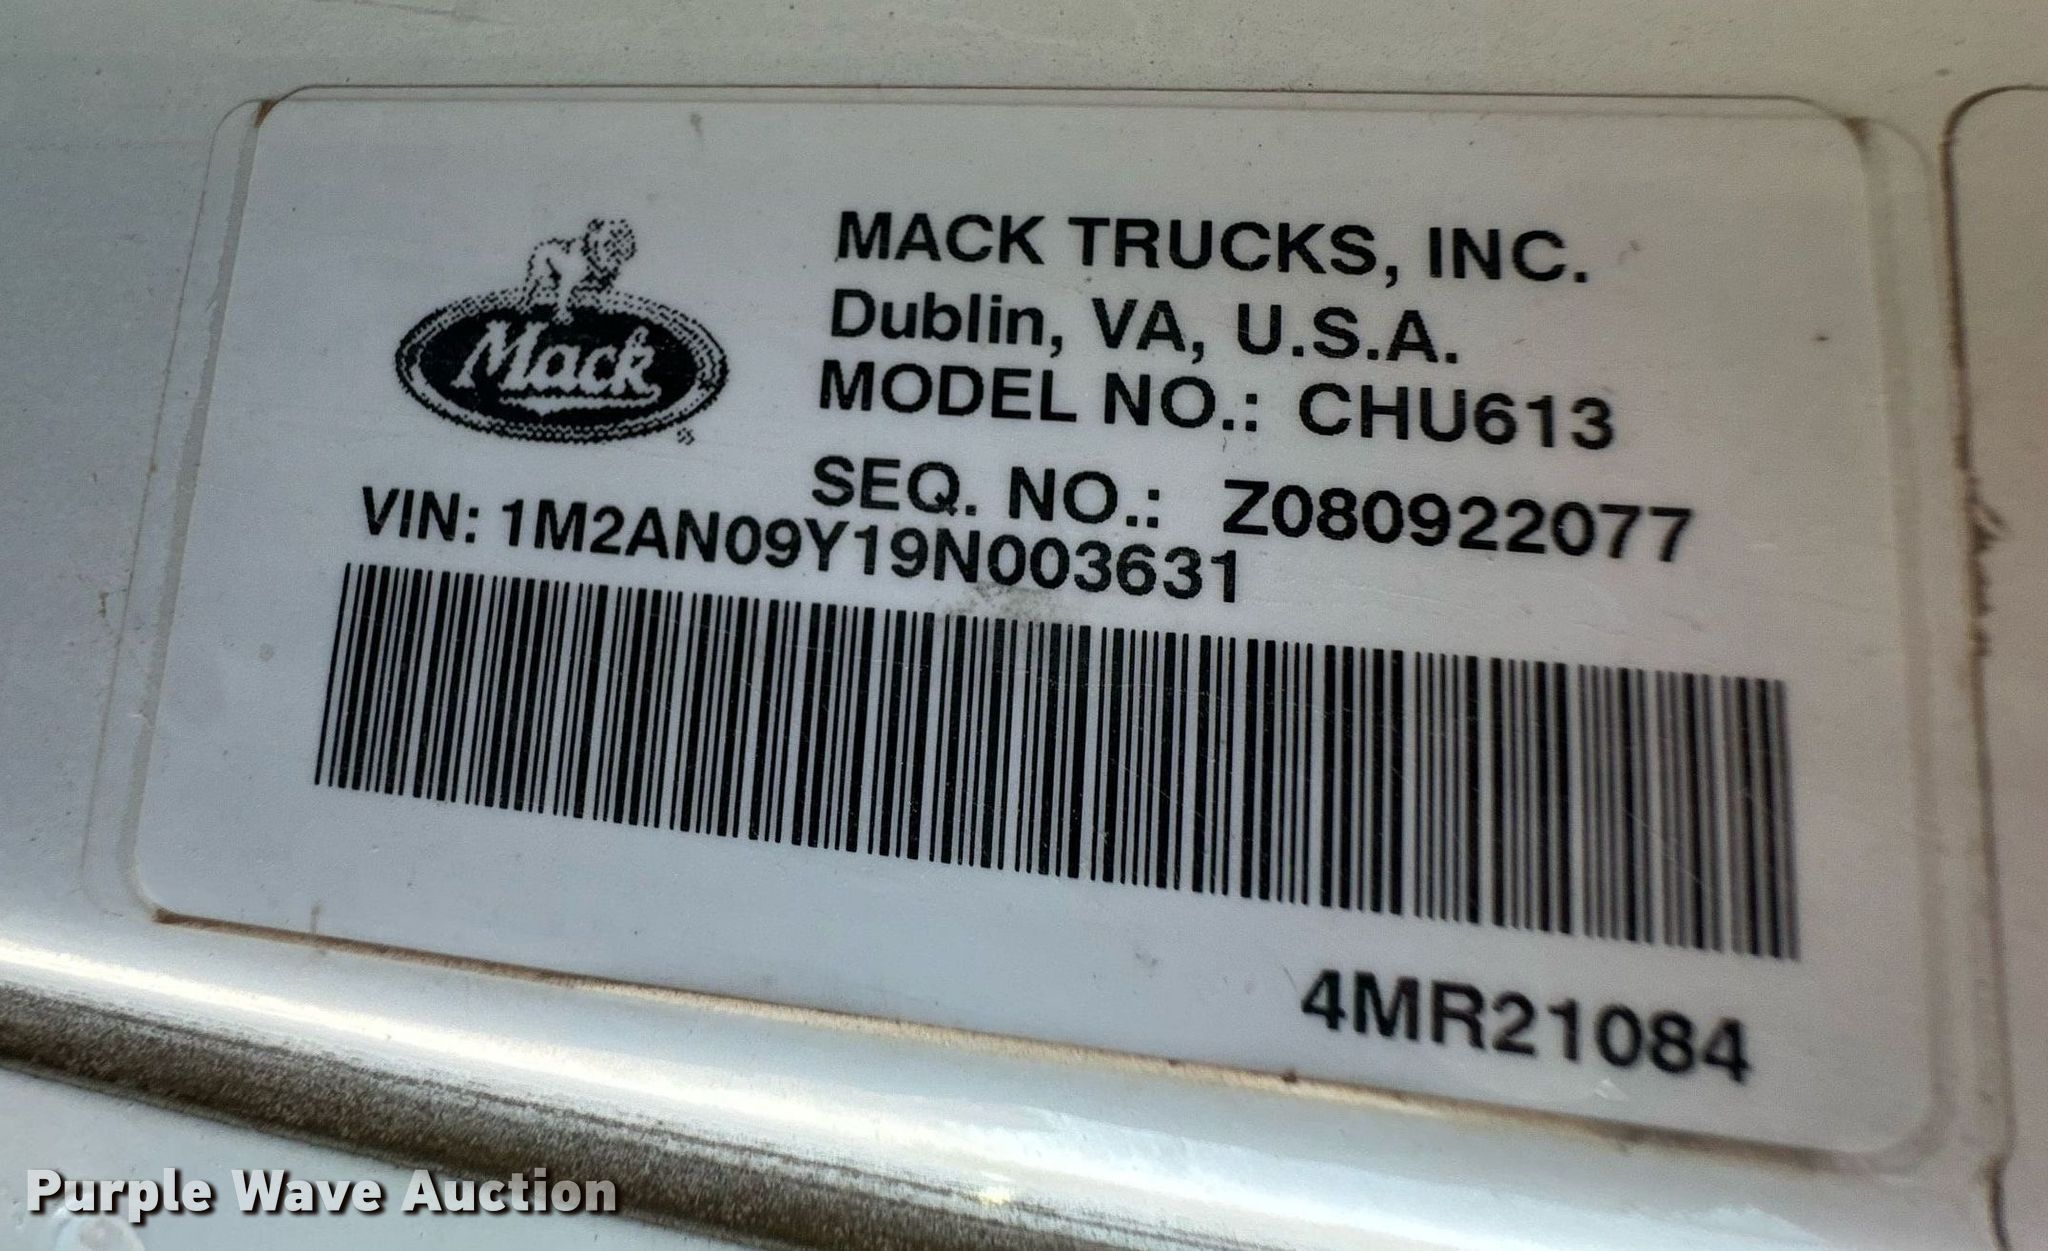 Mack
®
MACK TRUCKS, INC.
Dublin, VA, U.S.A.
MODEL NO.: CHU613
SEQ. NO.: Z080922077
VIN: 1M2AN09Y19N003631
4MR21084
Purple Wave Auction